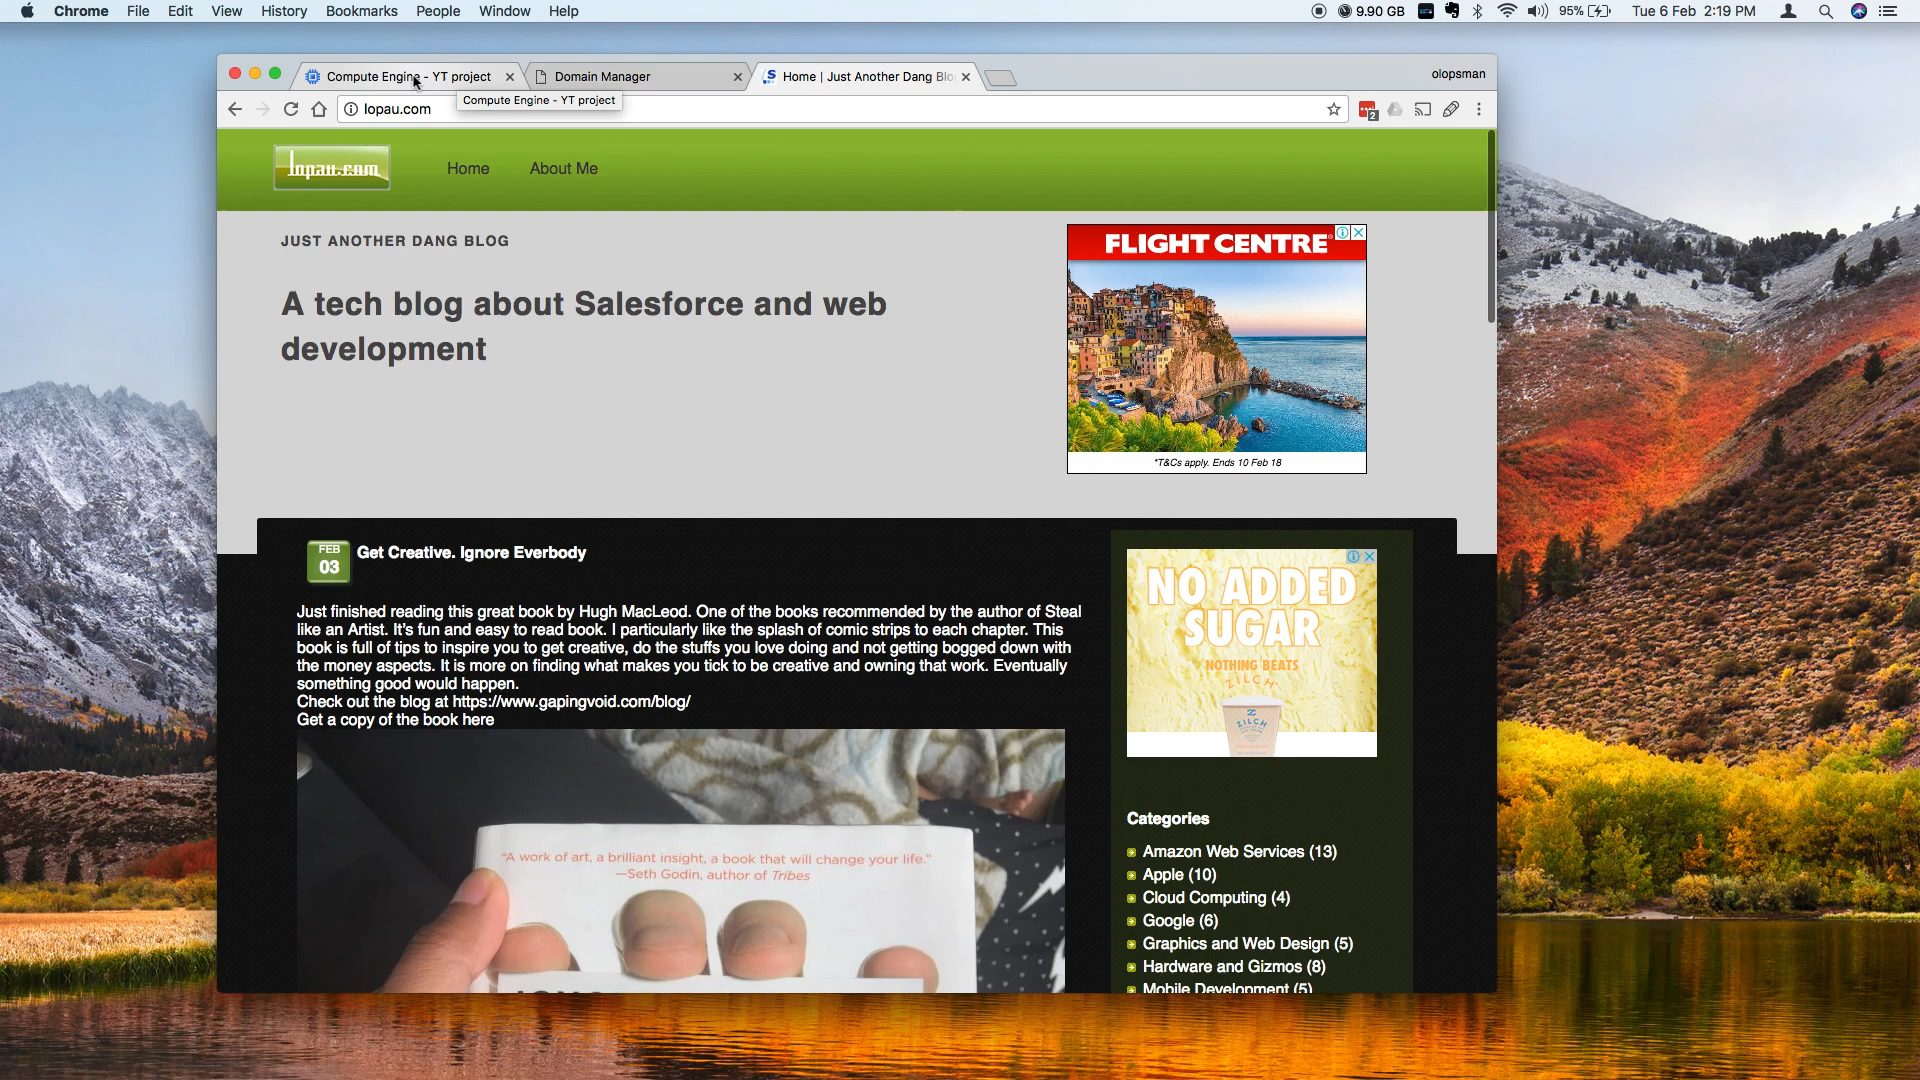 Chrome File Edit View History Bookmarks People Window Help 9.90 GB 95% Tue 6 Feb 2:19 PM
Compute Engine - YT project Domain Manager Home | Just Another Dang Blo olopsman
Compute Engine - YT project
lopau.com
2
lopau.com Home About Me
JUST ANOTHER DANG BLOG
A tech blog about Salesforce and web
development
FLIGHT CENTRE
*T&Cs apply. Ends 10 Feb 18
FEB
03
Get Creative. Ignore Everbody
Just finished reading this great book by Hugh MacLeod. One of the books recommended by the author of Steal
like an Artist. It's fun and easy to read book. I particularly like the splash of comic strips to each chapter. This
book is full of tips to inspire you to get creative, do the stuffs you love doing and not getting bogged down with
the money aspects. It is more on finding what makes you tick to be creative and owning that work. Eventually
something good would happen.
Check out the blog at https://www.gapingvoid.com/blog/
Get a copy of the book here
"A work of art, a brilliant insight, a book that will change your life."
—Seth Godin, author of Tribes
NO ADDED
SUGAR
NOTHING BEATS
ZILCH
ZILCH
Categories
Amazon Web Services (13)
Apple (10)
Cloud Computing (4)
Google (6)
Graphics and Web Design (5)
Hardware and Gizmos (8)
Mobile Development (5)